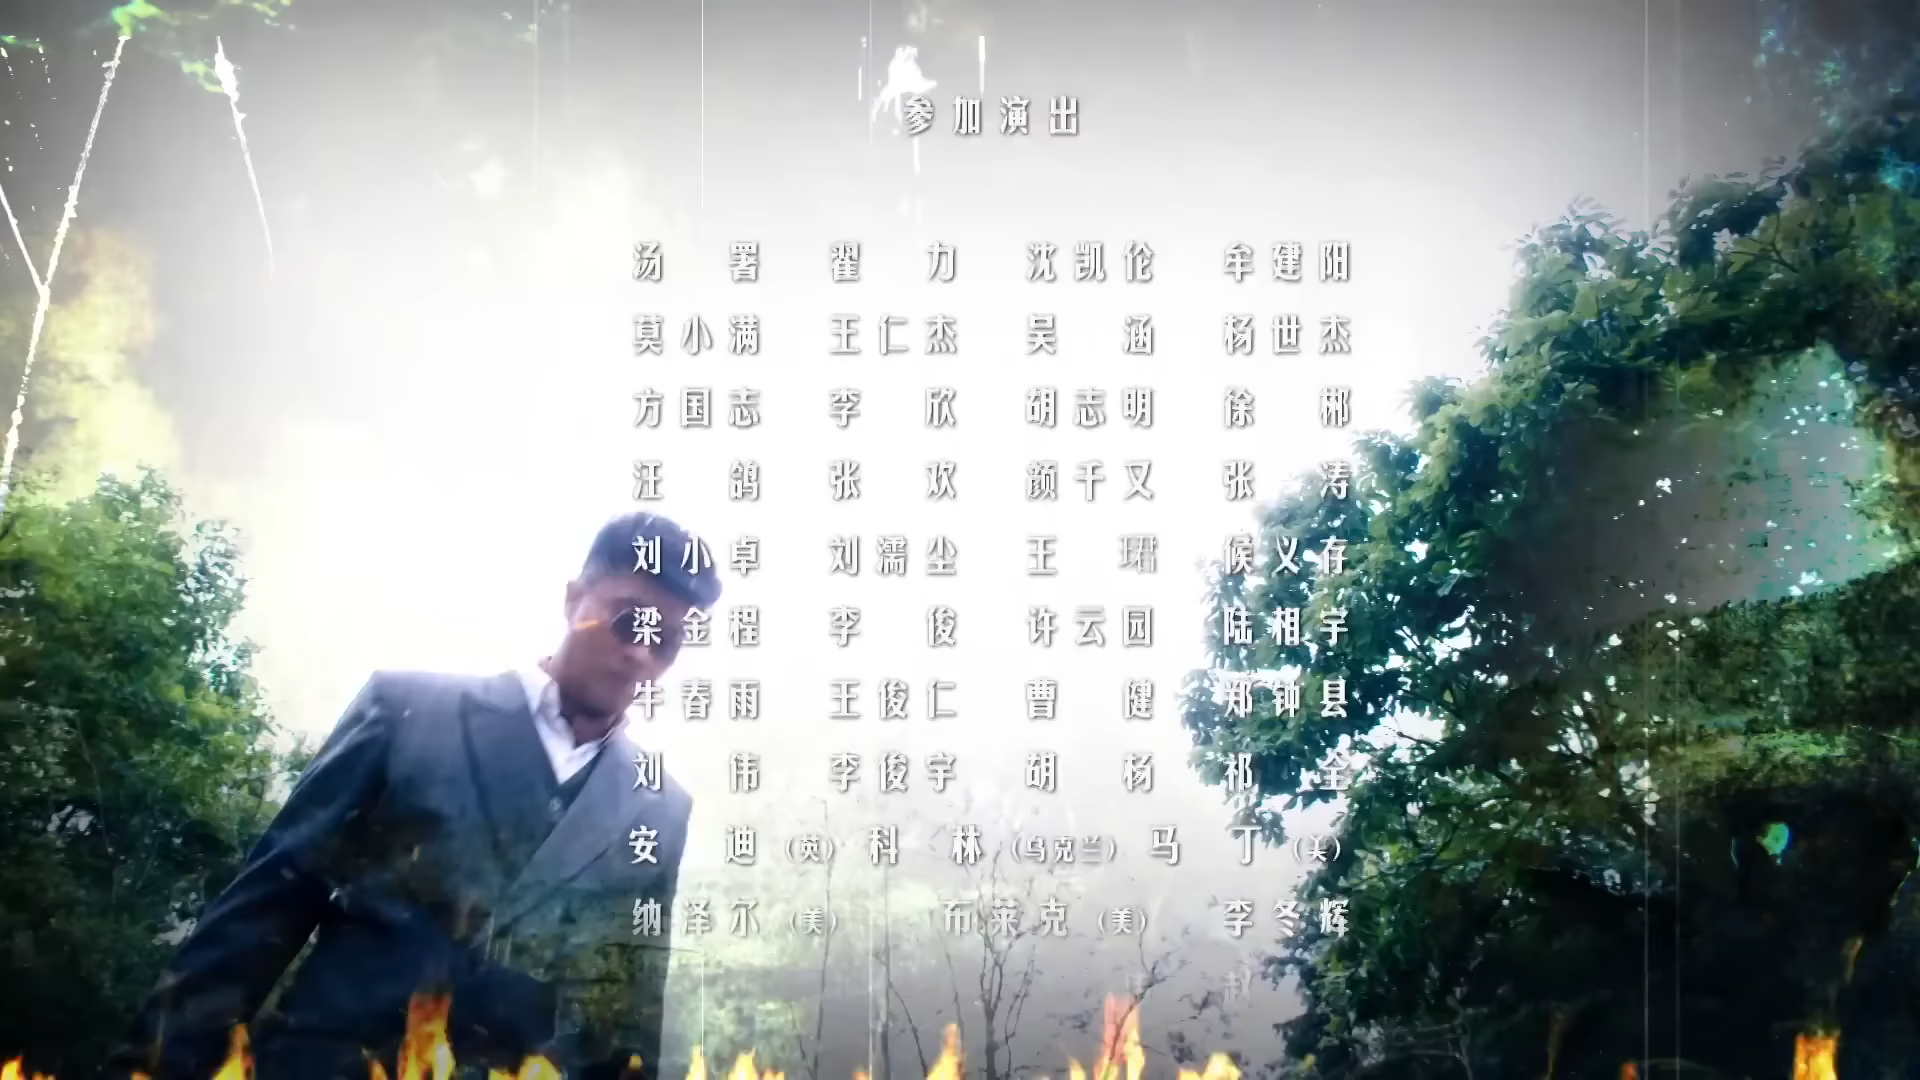 参加演出
汤署 翟力 沈凯伦 牟建阳
莫小满 王仁杰 吴涵 杨世杰
方国志 李欣 胡志明 徐郴
汪鸽 张欢 颜千又 张涛
刘小卓 刘濡尘 王珺 候义存
梁金程 李俊 许云园 陆相宇
牛春雨 王俊仁 曹健 郑钟县
刘伟 李俊宇 胡杨 祁全
安迪(英) 科林(乌克兰) 马丁(美)
纳泽尔(美) 布莱克(美) 李冬辉